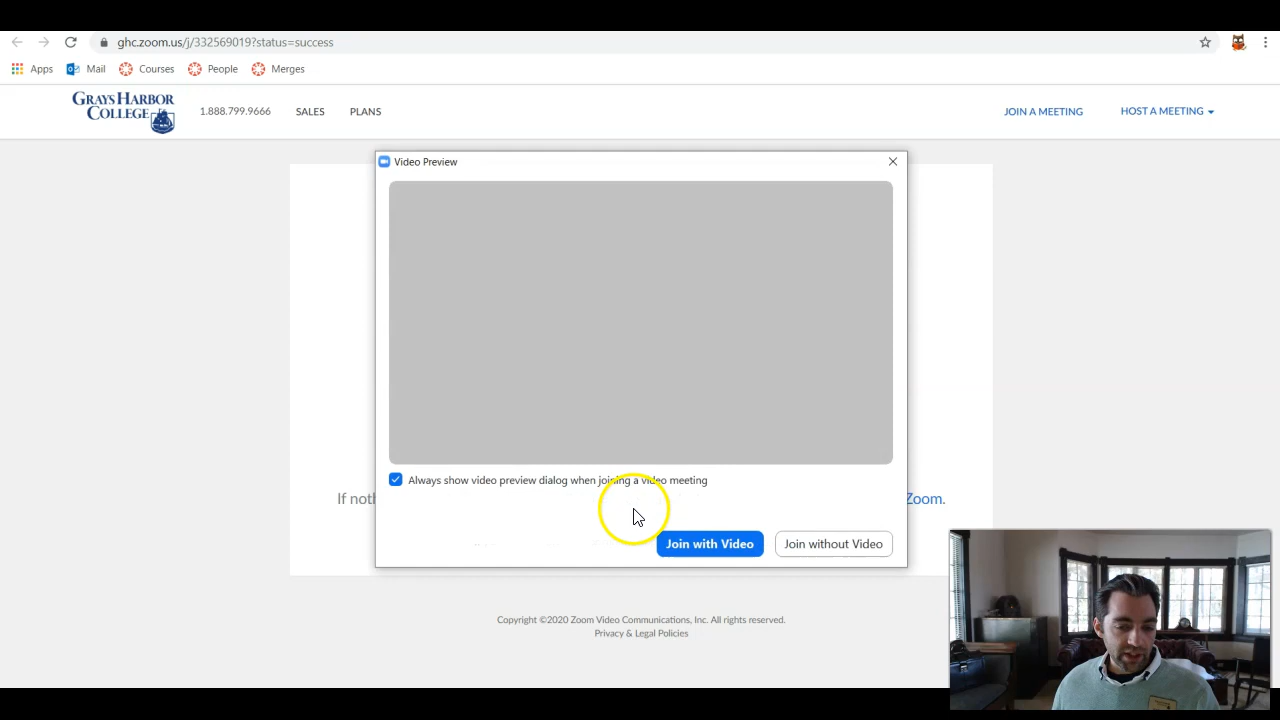 ghc.zoom.us/j/332569019?status=success
Apps Mail Courses People Merges
GRAYS HARBOR
COLLEGE
1.888.799.9666 SALES PLANS JOIN A MEETING HOST A MEETING
Video Preview
Always show video preview dialog when joining a video meeting
If Zoom.
Join with Video Join without Video
Copyright ©2020 Zoom Video Communications, Inc. All rights reserved.
Privacy & Legal Policies